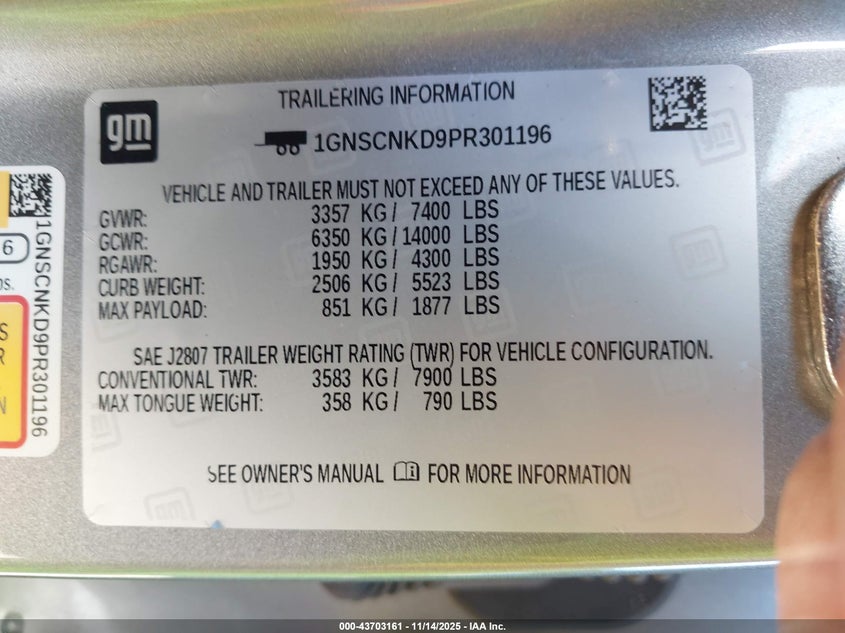 gm
TRAILERING INFORMATION
1GNSCNKD9PR301196
VEHICLE AND TRAILER MUST NOT EXCEED ANY OF THESE VALUES.
GVWR: 3357 KG / 7400 LBS
GCWR: 6350 KG / 14000 LBS
RGAWR: 1950 KG / 4300 LBS
CURB WEIGHT: 2506 KG / 5523 LBS
MAX PAYLOAD: 851 KG / 1877 LBS
SAE J2807 TRAILER WEIGHT RATING (TWR) FOR VEHICLE CONFIGURATION.
CONVENTIONAL TWR: 3583 KG / 7900 LBS
MAX TONGUE WEIGHT: 358 KG / 790 LBS
SEE OWNER'S MANUAL FOR MORE INFORMATION
1GNSCNKD9PR301196
6
000-43703161 | 11/14/2025 | IAA Inc.